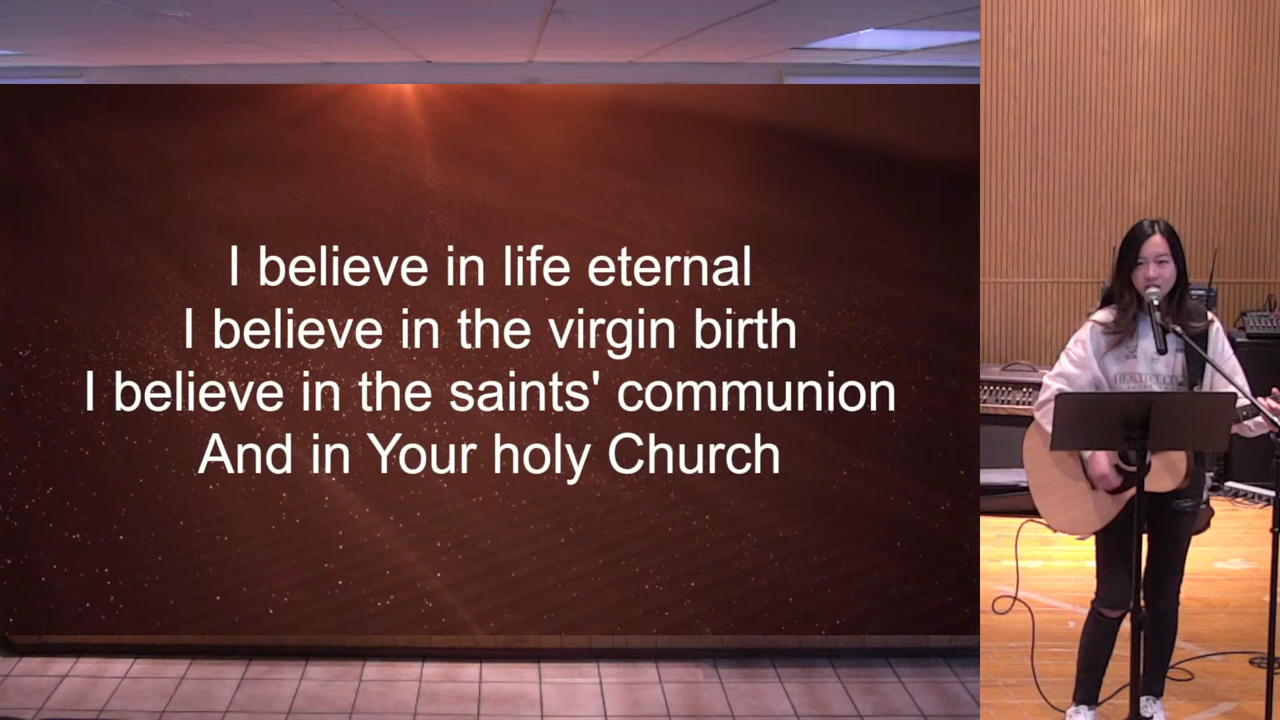 I believe in life eternal
I believe in the virgin birth
I believe in the saints' communion
And in Your holy Church